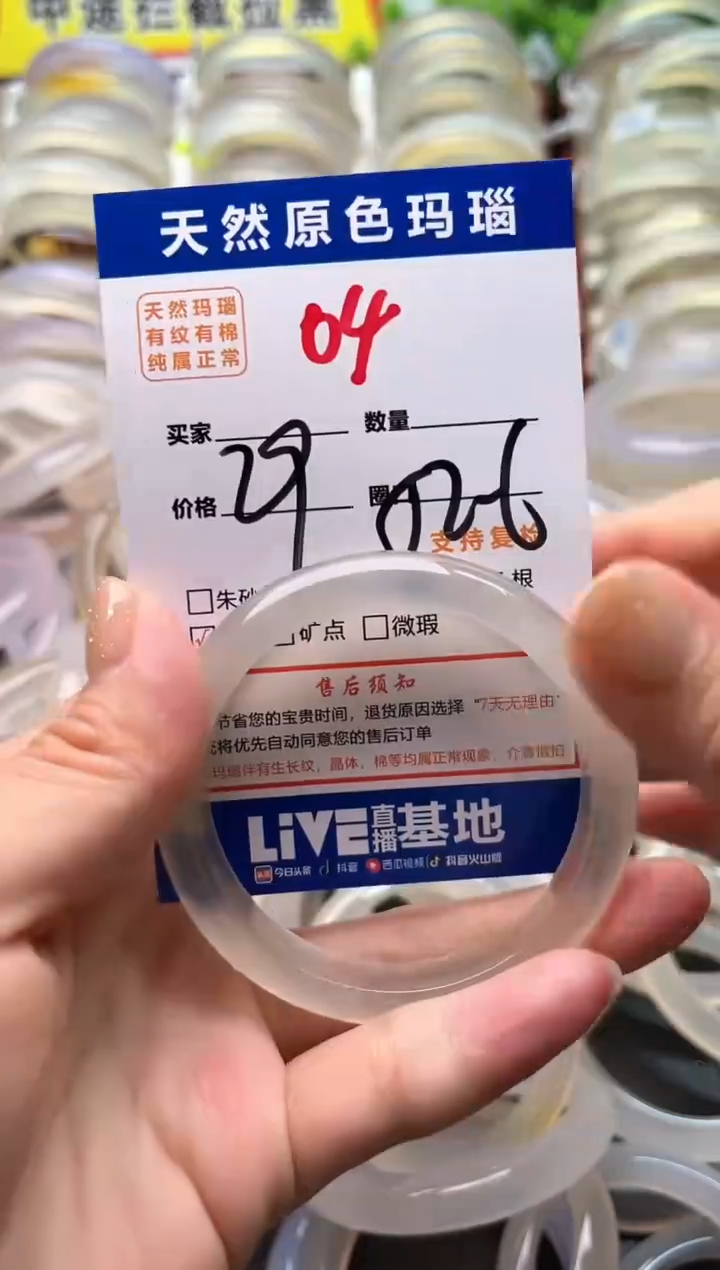 天然原色玛瑙
天然玛瑙
有纹有棉
纯属正常
04
买家 数量
价格 29 圈
支持复检
朱砂 根
矿点 微瑕
售后须知
节省您的宝贵时间，退货原因选择“7天无理由”
将优先自动同意您的售后订单
玛瑙伴有生长纹，晶体，棉等均属正常现象，介意慎拍
LiVE直播基地
今日头条 抖音 西瓜视频 抖音火山版